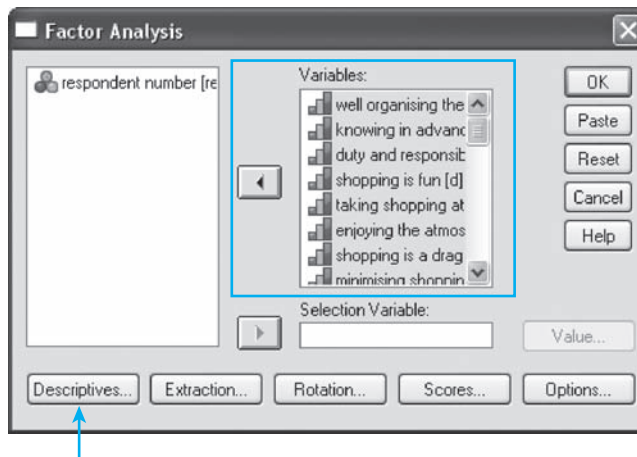 Factor Analysis
respondent number [re
Variables:
well organising the
knowing in advanc
duty and responsib
shopping is fun [d]
taking shopping at
enjoying the atmos
shopping is a drag
minimising shoppin
Selection Variable:
OK
Paste
Reset
Cancel
Help
Value...
Descriptives...
Extraction...
Rotation...
Scores...
Options...